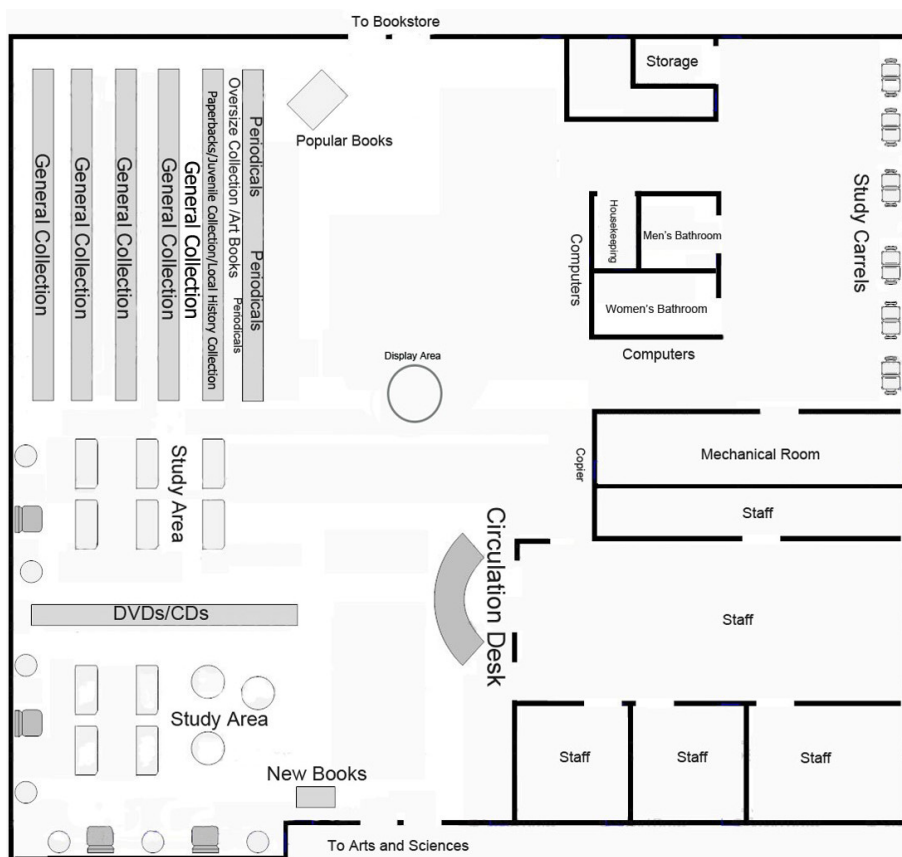 To Bookstore
Storage
Popular Books
General Collection
General Collection
General Collection
General Collection
General Collection
Paperbacks/Juvenile Collection/Local History Collection
Oversize Collection /Art Books
Periodicals
Periodicals
Periodicals
Study Carrels
Housekeeping
Men's Bathroom
Computers
Women's Bathroom
Computers
Display Area
Study Area
Copier
Mechanical Room
Staff
Circulation Desk
DVDs/CDs
Staff
Study Area
New Books
Staff
Staff
Staff
To Arts and Sciences